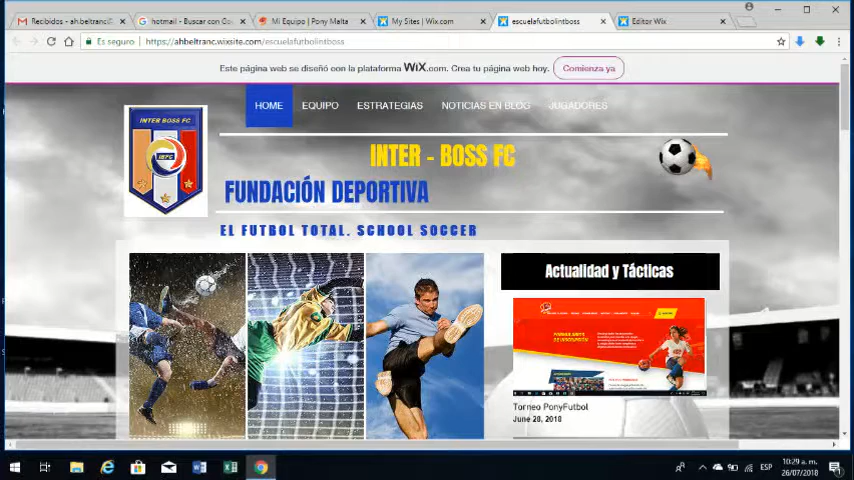 Recibidos - ah.beltranc
hotmail - Buscar con Go
Mi Equipo | Pony Malta
My Sites | Wix.com
escuelafutbolintboss
Editor Wix
Es seguro
https://ahbeltranc.wixsite.com/escuelafutbolintboss
Este página web se diseñó con la plataforma WiX.com. Crea tu página web hoy.
Comienza ya
HOME EQUIPO ESTRATEGIAS NOTICIAS EN BLOG JUGADORES
INTER BOSS FC
IBFC
INTER - BOSS FC
FUNDACIÓN DEPORTIVA
EL FUTBOL TOTAL. SCHOOL SOCCER
Actualidad y Tácticas
Torneo PonyFutbol
June 28, 2018
ESP
10:29 a. m.
26/07/2018